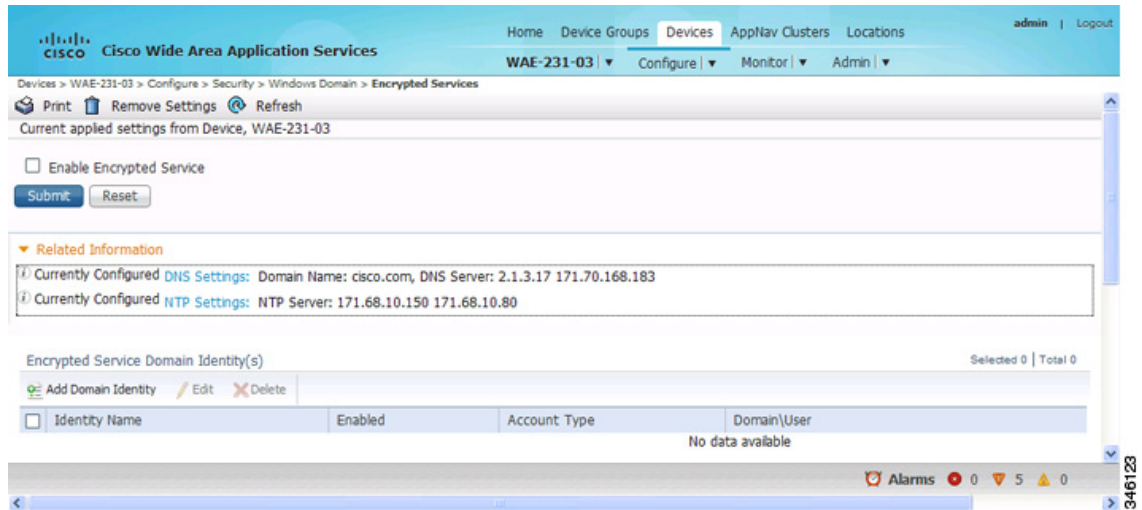 Home Device Groups Devices AppNav Clusters Locations
admin | Logout
CISCO Cisco Wide Area Application Services
WAE-231-03 | Configure | Monitor | Admin |
Devices > WAE-231-03 > Configure > Security > Windows Domain > Encrypted Services
Print Remove Settings Refresh
Current applied settings from Device, WAE-231-03
Enable Encrypted Service
Submit Reset
Related Information
Currently Configured DNS Settings: Domain Name: cisco.com, DNS Server: 2.1.3.17 171.70.168.183
Currently Configured NTP Settings: NTP Server: 171.68.10.150 171.68.10.80
Encrypted Service Domain Identity(s)
Selected 0 | Total 0
Add Domain Identity Edit Delete
Identity Name Enabled Account Type Domain\User
No data available
Alarms 0 5 0
346123